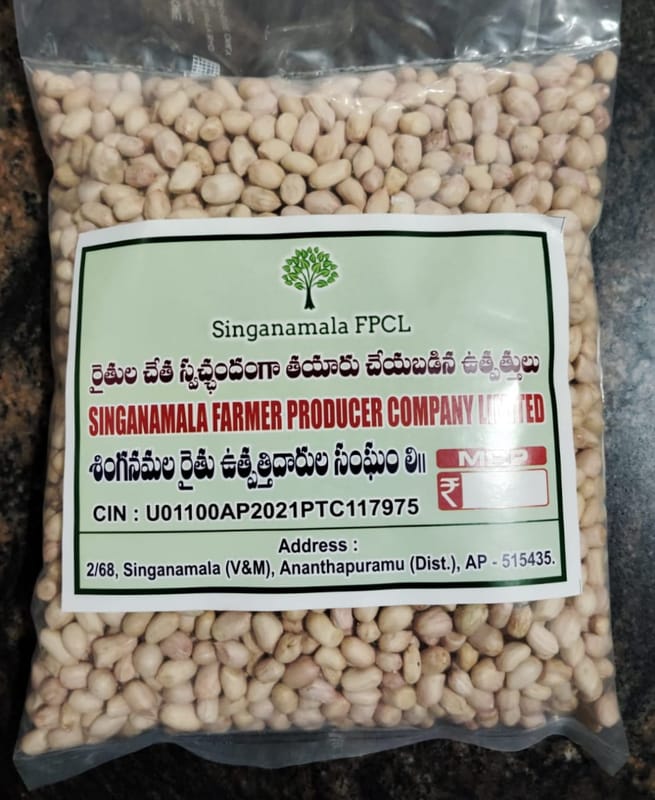 Singanamala FPCL
రైతుల చేత స్వచ్ఛందంగా తయారు చేయబడిన ఉత్పత్తులు
SINGANAMALA FARMER PRODUCER COMPANY LIMITED
శింగనమల రైతు ఉత్పత్తిదారుల సంఘం లి॥
MRP
₹
CIN : U01100AP2021PTC117975
Address :
2/68, Singanamala (V&M), Ananthapuramu (Dist.), AP - 515435.